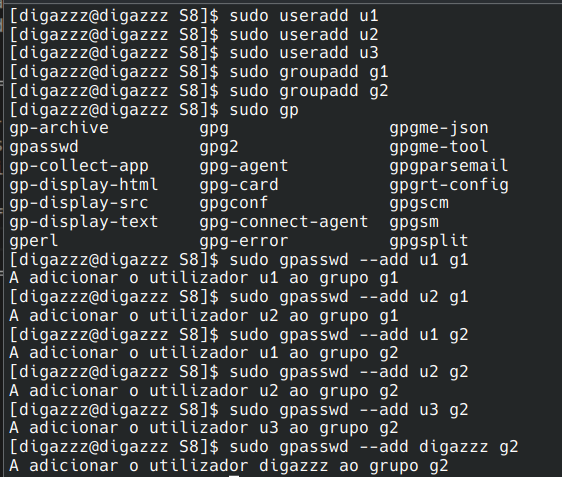 [digazzz@digazzz S8]$ sudo useradd u1
[digazzz@digazzz S8]$ sudo useradd u2
[digazzz@digazzz S8]$ sudo useradd u3
[digazzz@digazzz S8]$ sudo groupadd g1
[digazzz@digazzz S8]$ sudo groupadd g2
[digazzz@digazzz S8]$ sudo gp
gp-archive gpg gpgme-json
gpasswd gpg2 gpgme-tool
gp-collect-app gpg-agent gpgparsemail
gp-display-html gpg-card gpgrt-config
gp-display-src gpgconf gpgscm
gp-display-text gpg-connect-agent gpgsm
gperl gpg-error gpgsplit
[digazzz@digazzz S8]$ sudo gpasswd --add u1 g1
A adicionar o utilizador u1 ao grupo g1
[digazzz@digazzz S8]$ sudo gpasswd --add u2 g1
A adicionar o utilizador u2 ao grupo g1
[digazzz@digazzz S8]$ sudo gpasswd --add u1 g2
A adicionar o utilizador u1 ao grupo g2
[digazzz@digazzz S8]$ sudo gpasswd --add u2 g2
A adicionar o utilizador u2 ao grupo g2
[digazzz@digazzz S8]$ sudo gpasswd --add u3 g2
A adicionar o utilizador u3 ao grupo g2
[digazzz@digazzz S8]$ sudo gpasswd --add digazzz g2
A adicionar o utilizador digazzz ao grupo g2